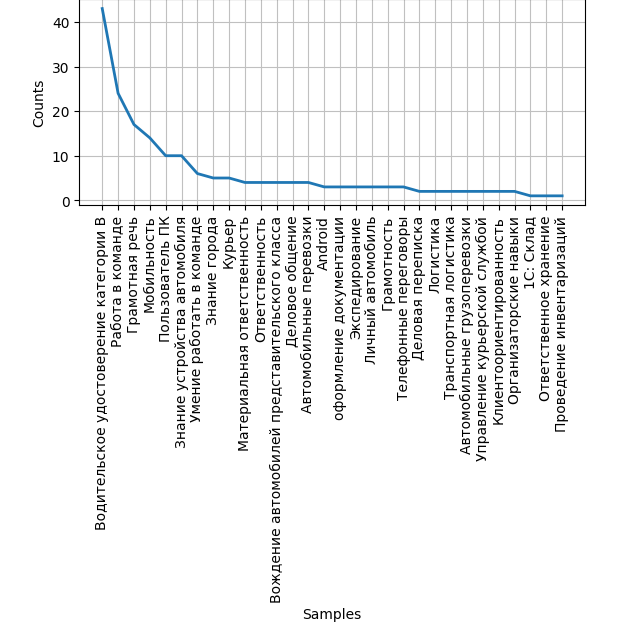 40
30
20
10
0
Counts
Водительское удостоверение категории B
Работа в команде
Грамотная речь
Мобильность
Пользователь ПК
Знание устройства автомобиля
Умение работать в команде
Знание города
Курьер
Материальная ответственность
Ответственность
Вождение автомобилей представительского класса
Деловое общение
Автомобильные перевозки
Android
оформление документации
Экспедирование
Личный автомобиль
Грамотность
Телефонные переговоры
Деловая переписка
Логистика
Транспортная логистика
Автомобильные грузоперевозки
Управление курьерской службой
Клиентоориентированность
Организаторские навыки
1С: Склад
Ответственное хранение
Проведение инвентаризаций
Samples